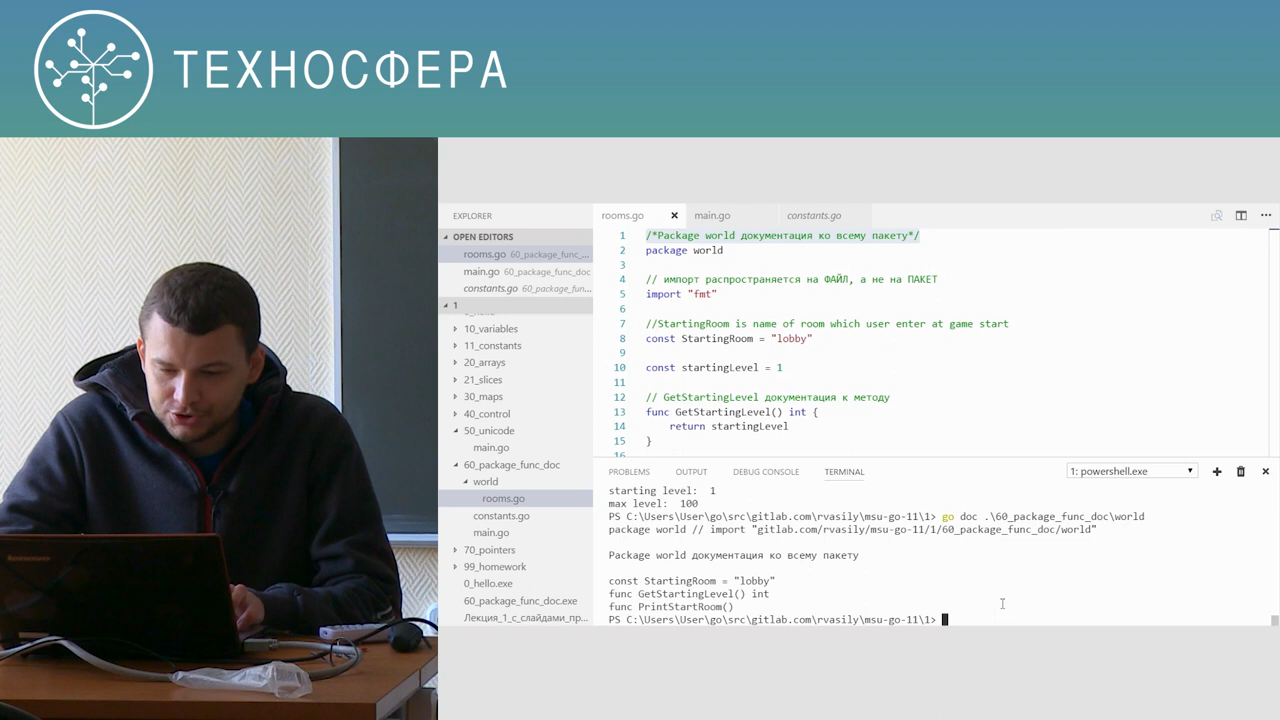 ТЕХНОСФЕРА
EXPLORER
OPEN EDITORS
rooms.go 60_package_func_...
main.go 60_package_func_doc
constants.go 60_package_fun...
1
10_variables
11_constants
20_arrays
21_slices
30_maps
40_control
50_unicode
main.go
60_package_func_doc
world
rooms.go
constants.go
main.go
70_pointers
99_homework
0_hello.exe
60_package_func_doc.exe
Лекция_1_с_слайдами_пр...
rooms.go main.go constants.go
1 /*Package world документация ко всему пакету*/
2 package world
3
4 // импорт распространяется на ФАЙЛ, а не на ПАКЕТ
5 import "fmt"
6
7 //StartingRoom is name of room which user enter at game start
8 const StartingRoom = "lobby"
9
10 const startingLevel = 1
11
12 // GetStartingLevel документация к методу
13 func GetStartingLevel() int {
14 return startingLevel
15 }
16
PROBLEMS OUTPUT DEBUG CONSOLE TERMINAL 1: powershell.exe
starting level: 1
max level: 100
PS C:\Users\User\go\src\gitlab.com\rvasily\msu-go-11\1> go doc .\60_package_func_doc\world
package world // import "gitlab.com/rvasily/msu-go-11/1/60_package_func_doc/world"
Package world документация ко всему пакету
const StartingRoom = "lobby"
func GetStartingLevel() int
func PrintStartRoom()
PS C:\Users\User\go\src\gitlab.com\rvasily\msu-go-11\1>